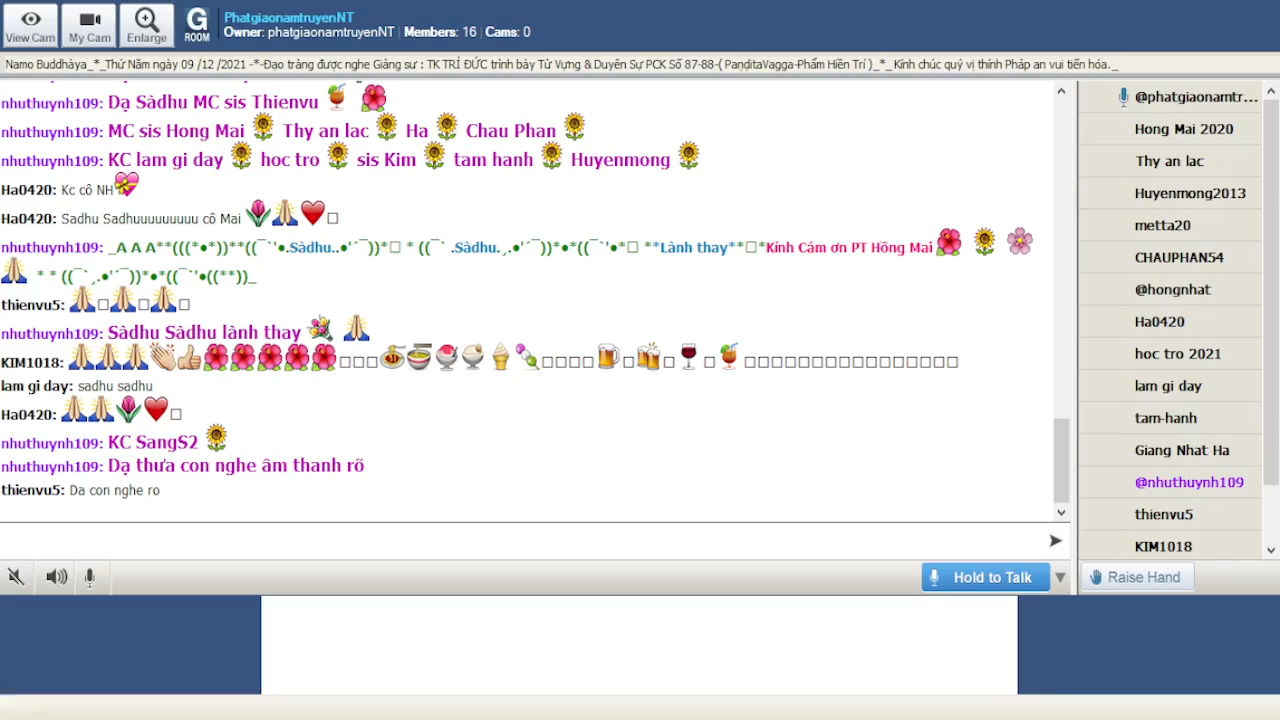 View Cam
My Cam
Enlarge
G ROOM
PhatgiaonamtruyenNT
Owner: phatgiaonamtruyenNT | Members: 16 | Cams: 0
Namo Buddhàya_*_Thứ Năm ngày 09 /12 /2021 -*-Đạo tràng được nghe Giảng sư : TK TRÍ ĐỨC trình bày Từ Vựng & Duyên Sự PCK Số 87-88-( PaṇḍitaVagga-Phẩm Hiền Trí )_*_ Kính chúc quý vị thính Pháp an vui tiến hóa._
nhuthuynh109: Dạ Sàdhu MC sis Thienvu 🍹 🌺
nhuthuynh109: MC sis Hong Mai 🌻 Thy an lac 🌻 Ha 🌻 Chau Phan 🌻
nhuthuynh109: KC lam gi day 🌻 hoc tro 🌻 sis Kim 🌻 tam hanh 🌻 Huyenmong 🌻
Ha0420: Kc cô NH💝
Ha0420: Sadhu Sadhuuuuuuuuu cô Mai 🌷🙏❤️
nhuthuynh109: _A A A**(((*•*))**((¯`'•.Sàdhu..•'´¯))*□ * ((¯` .Sàdhu. ¸.•'´¯))*•*((¯`'•*□ **Lành thay**□*Kính Cám ơn PT Hồng Mai🌺 🌻 🌸
🙏 * * ((¯`¸.•'´¯))*•*((¯`'•((**))_
thienvu5: 🙏□🙏□🙏□
nhuthuynh109: Sàdhu Sàdhu lành thay 💐 🙏
KIM1018: 🙏🙏🙏👏👍🌺🌺🌺🌺🌺□□□🍝🍲🍧🍨🍦🍡□□□□🍺□🍻□🍷□🍹□□□□□□□□□□□□□□□□
lam gi day: sadhu sadhu
Ha0420: 🙏🙏🌷❤️□
nhuthuynh109: KC SangS2 🌻
nhuthuynh109: Dạ thưa con nghe âm thanh rõ
thienvu5: Da con nghe ro
@phatgiaonamtr...
Hong Mai 2020
Thy an lac
Huyenmong2013
metta20
CHAUPHAN54
@hongnhat
Ha0420
hoc tro 2021
lam gi day
tam-hanh
Giang Nhat Ha
@nhuthuynh109
thienvu5
KIM1018
Hold to Talk
Raise Hand